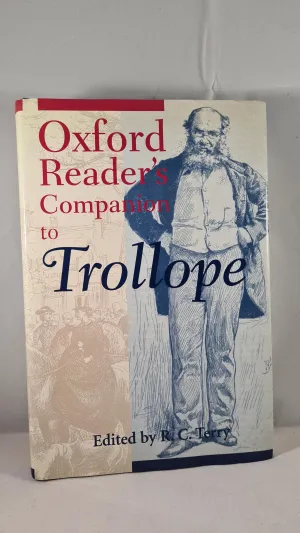 Oxford
Reader's
Companion
to
Trollope
Edited by R. C. Terry